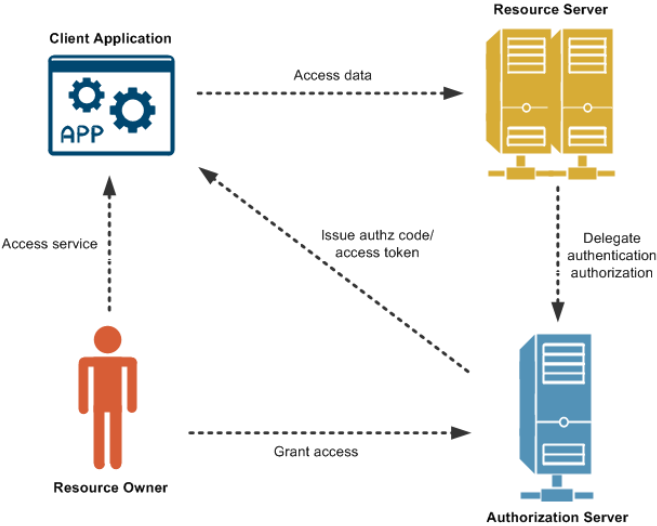 Resource Server
Client Application
Access data
APP
Issue authz code/
access token
Access service
Delegate
authentication
authorization
Grant access
Resource Owner
Authorization Server